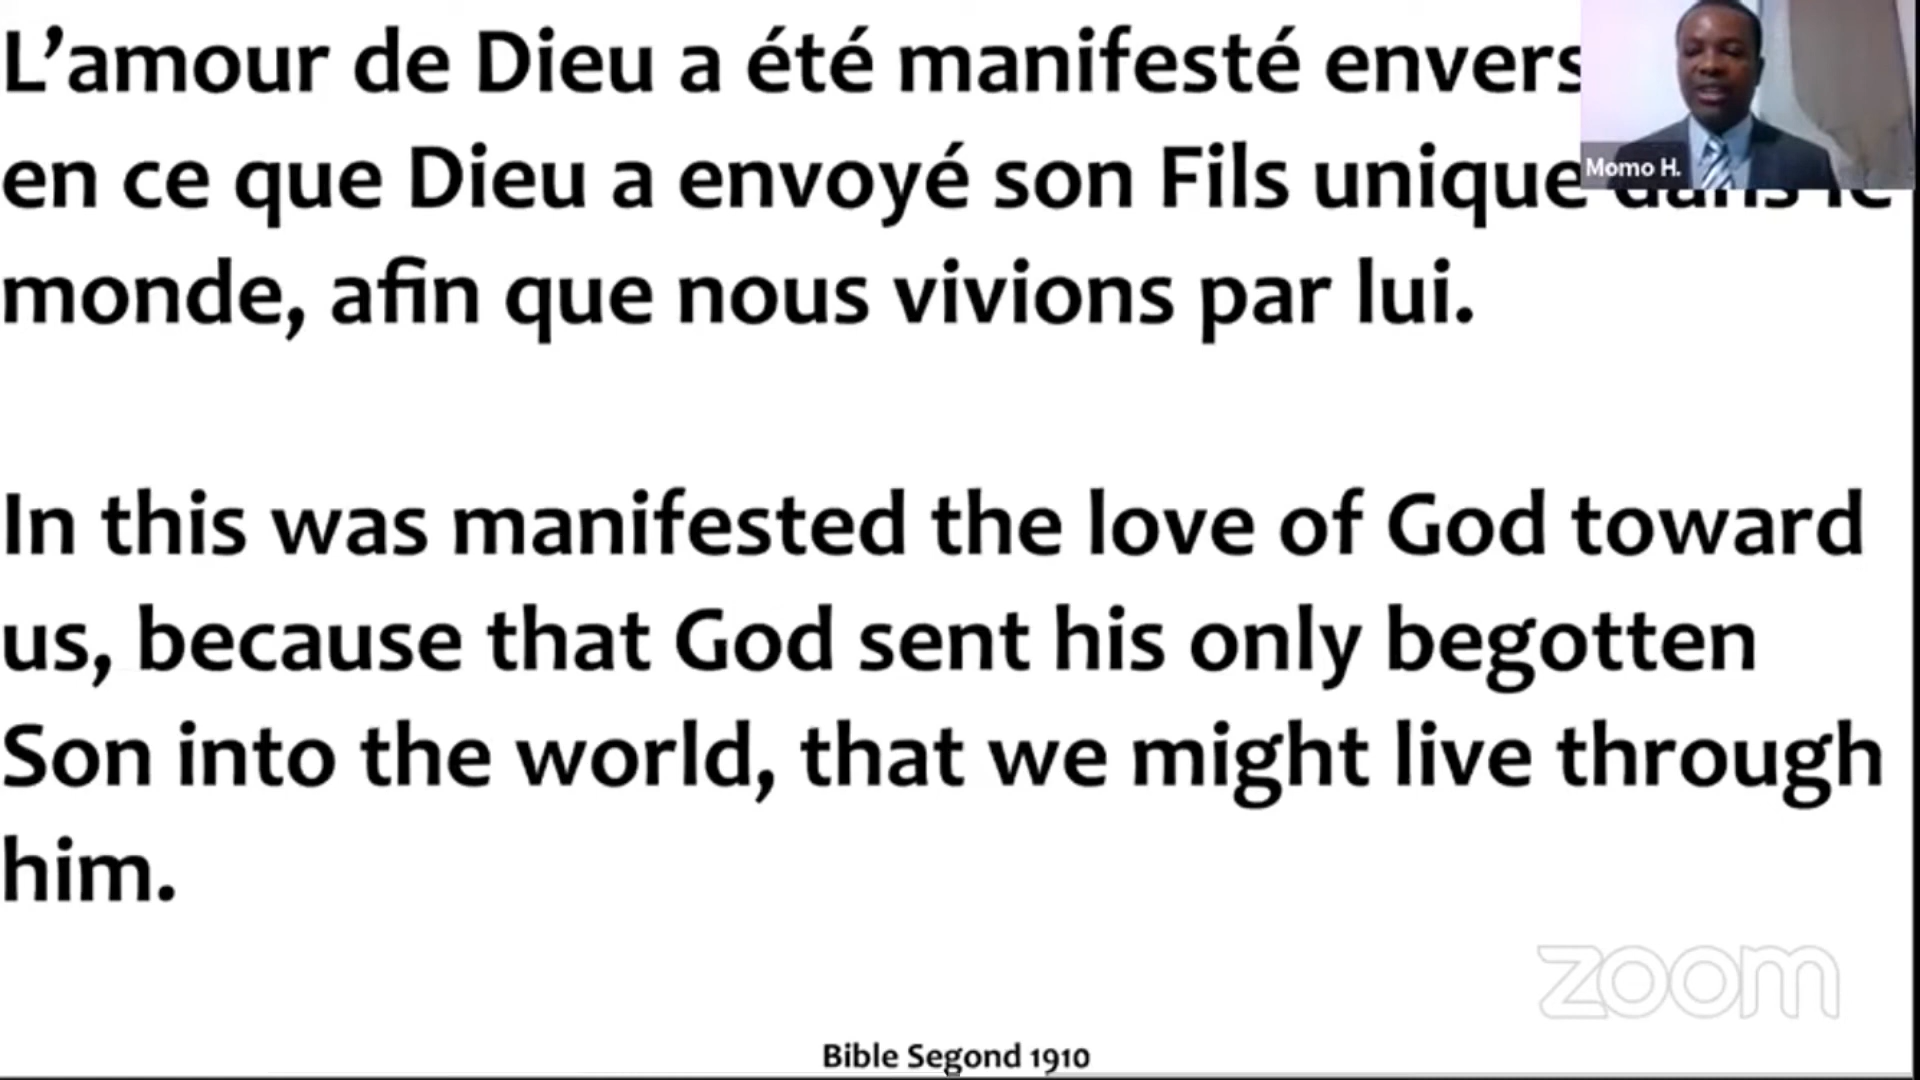 L’amour de Dieu a été manifesté envers
en ce que Dieu a envoyé son Fils unique dans le
monde, afin que nous vivions par lui.
In this was manifested the love of God toward
us, because that God sent his only begotten
Son into the world, that we might live through
him.
Momo H.
zoom
Bible Segond 1910